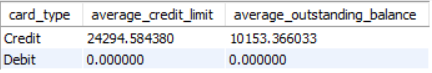 card_type average_credit_limit average_outstanding_balance
Credit 24294.584380 10153.366033
Debit 0.000000 0.000000